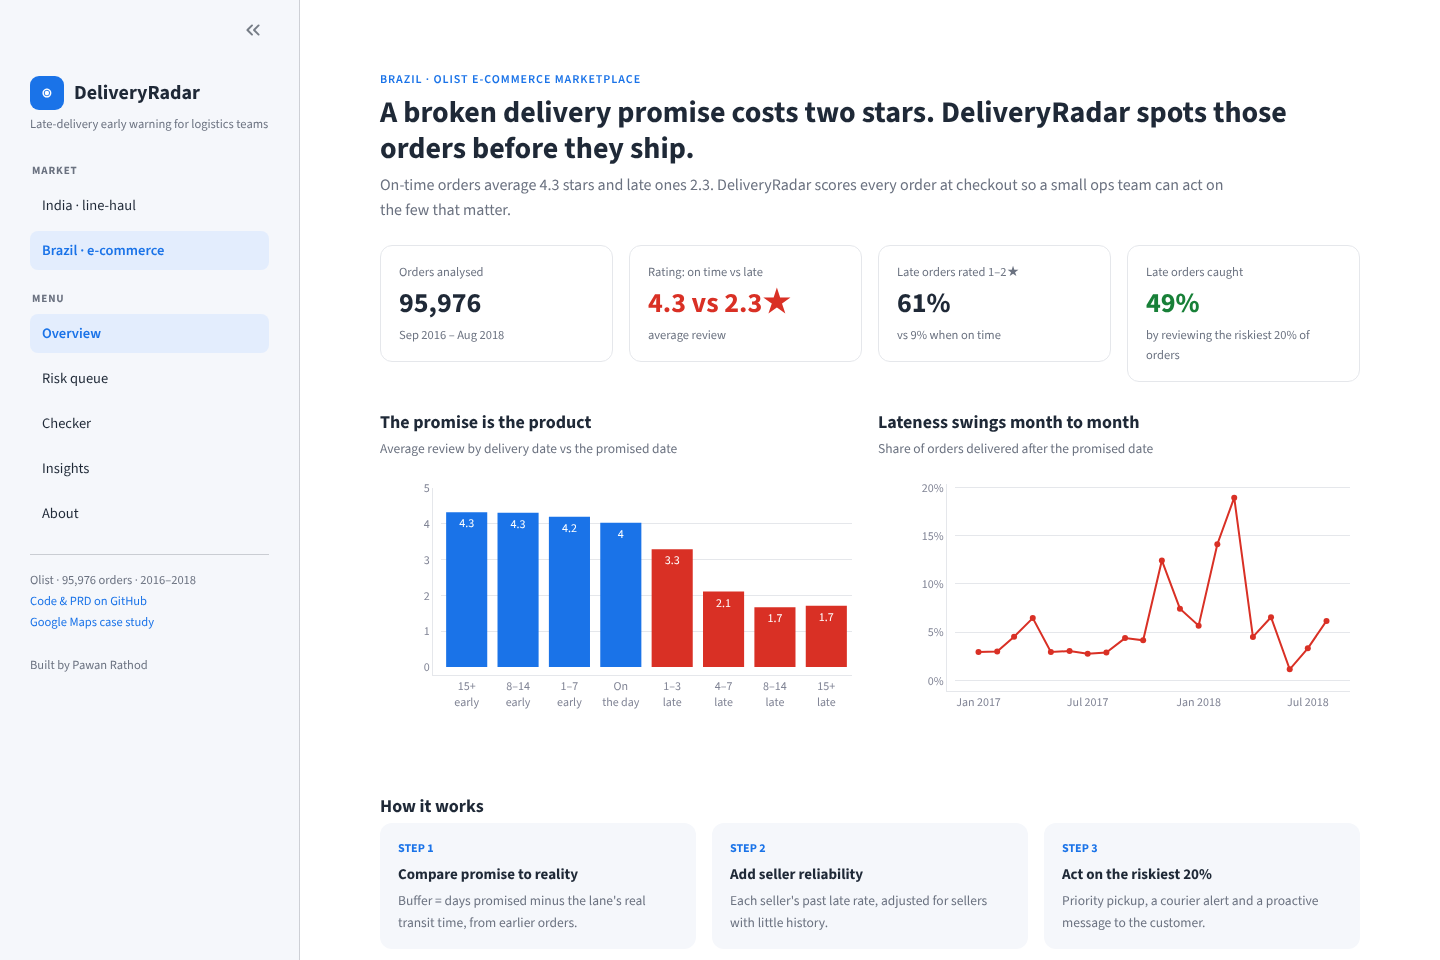 DeliveryRadar
Late-delivery early warning for logistics teams
MARKET
India · line-haul
Brazil · e-commerce
MENU
Overview
Risk queue
Checker
Insights
About
Olist · 95,976 orders · 2016–2018
Code & PRD on GitHub
Google Maps case study
Built by Pawan Rathod
BRAZIL · OLIST E-COMMERCE MARKETPLACE
A broken delivery promise costs two stars. DeliveryRadar spots those
orders before they ship.
On-time orders average 4.3 stars and late ones 2.3. DeliveryRadar scores every order at checkout so a small ops team can act on
the few that matter.
Orders analysed
95,976
Sep 2016 – Aug 2018
Rating: on time vs late
4.3 vs 2.3★
average review
Late orders rated 1–2★
61%
vs 9% when on time
Late orders caught
49%
by reviewing the riskiest 20% of
orders
The promise is the product
Average review by delivery date vs the promised date
5
4
3
2
1
0
4.3
4.3
4.2
4
3.3
2.1
1.7
1.7
15+
early
8–14
early
1–7
early
On
the day
1–3
late
4–7
late
8–14
late
15+
late
Lateness swings month to month
Share of orders delivered after the promised date
20%
15%
10%
5%
0%
Jan 2017
Jul 2017
Jan 2018
Jul 2018
How it works
STEP 1
Compare promise to reality
Buffer = days promised minus the lane's real
transit time, from earlier orders.
STEP 2
Add seller reliability
Each seller's past late rate, adjusted for sellers
with little history.
STEP 3
Act on the riskiest 20%
Priority pickup, a courier alert and a proactive
message to the customer.